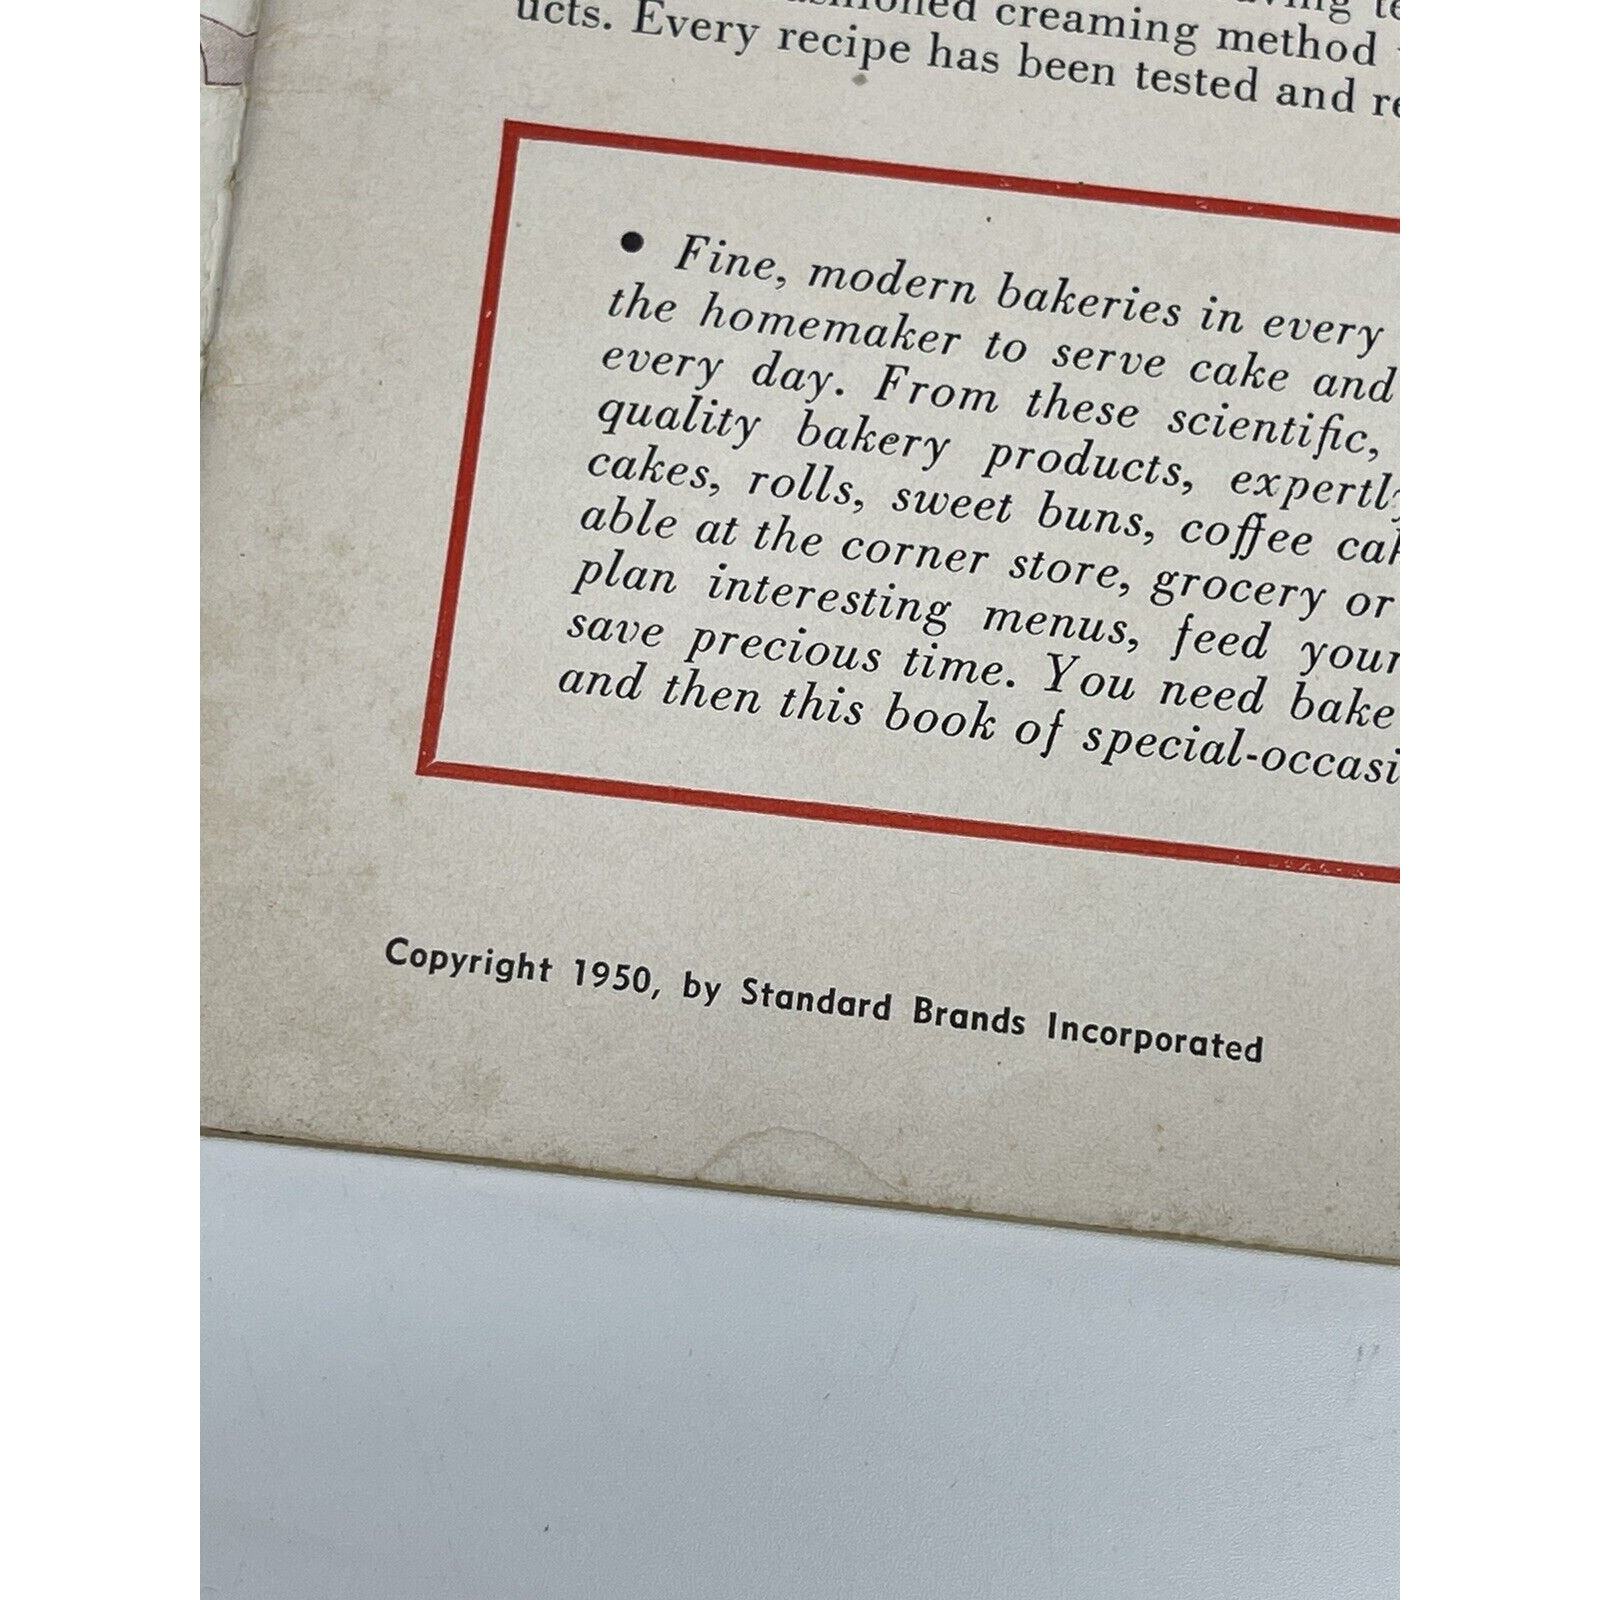 creaming method
ucts. Every recipe has been tested and
• Fine, modern bakeries in every
the homemaker to serve cake and
every day. From these scientific,
quality bakery products, expertly
cakes, rolls, sweet buns, coffee
able at the corner store, grocery or
plan interesting menus, feed your
save precious time. You need bake
and then this book of special-occasi
Copyright 1950, by Standard Brands Incorporated